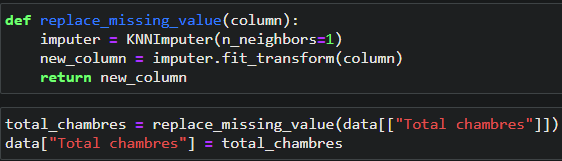 def replace_missing_value(column):
    imputer = KNNImputer(n_neighbors=1)
    new_column = imputer.fit_transform(column)
    return new_column
total_chambres = replace_missing_value(data[["Total chambres"]])
data["Total chambres"] = total_chambres